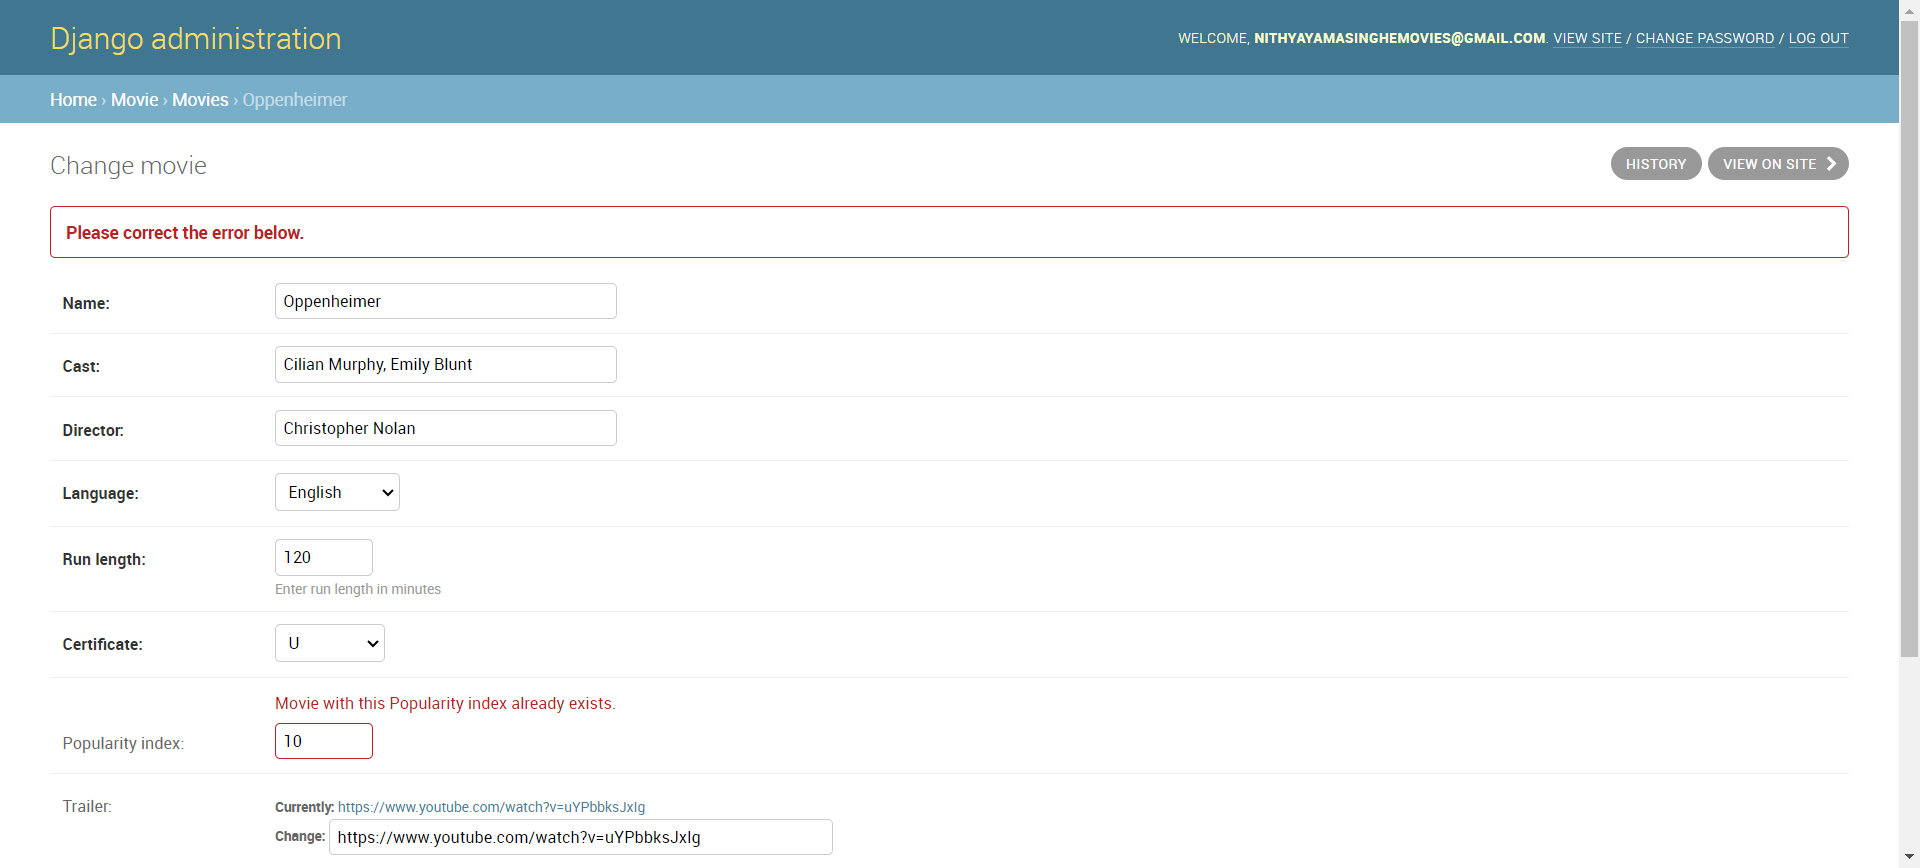 Django administration
WELCOME, NITHYAYAMASINGHEMOVIES@GMAIL.COM. VIEW SITE / CHANGE PASSWORD / LOG OUT
Home › Movie › Movies › Oppenheimer
Change movie
HISTORY
VIEW ON SITE
Please correct the error below.
Name: Oppenheimer
Cast: Cilian Murphy, Emily Blunt
Director: Christopher Nolan
Language: English
Run length: 120
Enter run length in minutes
Certificate: U
Movie with this Popularity index already exists.
Popularity index: 10
Trailer: Currently: https://www.youtube.com/watch?v=uYPbbksJxIg
Change: https://www.youtube.com/watch?v=uYPbbksJxIg